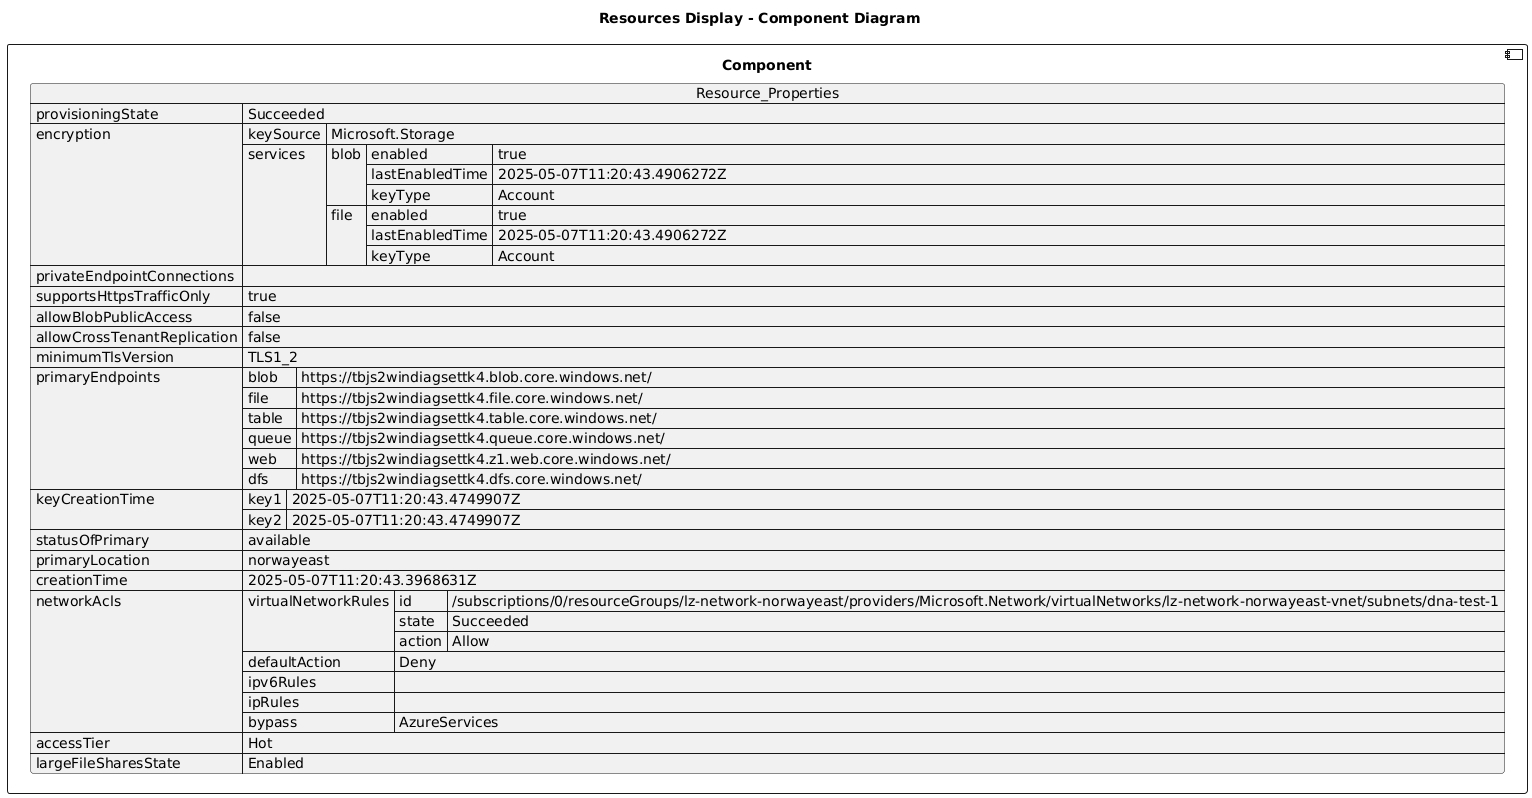 Resources Display - Component Diagram
Component
Resource_Properties
provisioningState Succeeded
encryption keySource Microsoft.Storage
services blob enabled true
lastEnabledTime 2025-05-07T11:20:43.4906272Z
keyType Account
file enabled true
lastEnabledTime 2025-05-07T11:20:43.4906272Z
keyType Account
privateEndpointConnections
supportsHttpsTrafficOnly true
allowBlobPublicAccess false
allowCrossTenantReplication false
minimumTlsVersion TLS1_2
primaryEndpoints blob https://tbjs2windiagsettk4.blob.core.windows.net/
file https://tbjs2windiagsettk4.file.core.windows.net/
table https://tbjs2windiagsettk4.table.core.windows.net/
queue https://tbjs2windiagsettk4.queue.core.windows.net/
web https://tbjs2windiagsettk4.z1.web.core.windows.net/
dfs https://tbjs2windiagsettk4.dfs.core.windows.net/
keyCreationTime key1 2025-05-07T11:20:43.4749907Z
key2 2025-05-07T11:20:43.4749907Z
statusOfPrimary available
primaryLocation norwayeast
creationTime 2025-05-07T11:20:43.3968631Z
networkAcls virtualNetworkRules id /subscriptions/0/resourceGroups/lz-network-norwayeast/providers/Microsoft.Network/virtualNetworks/lz-network-norwayeast-vnet/subnets/dna-test-1
state Succeeded
action Allow
defaultAction Deny
ipv6Rules
ipRules
bypass AzureServices
accessTier Hot
largeFileSharesState Enabled